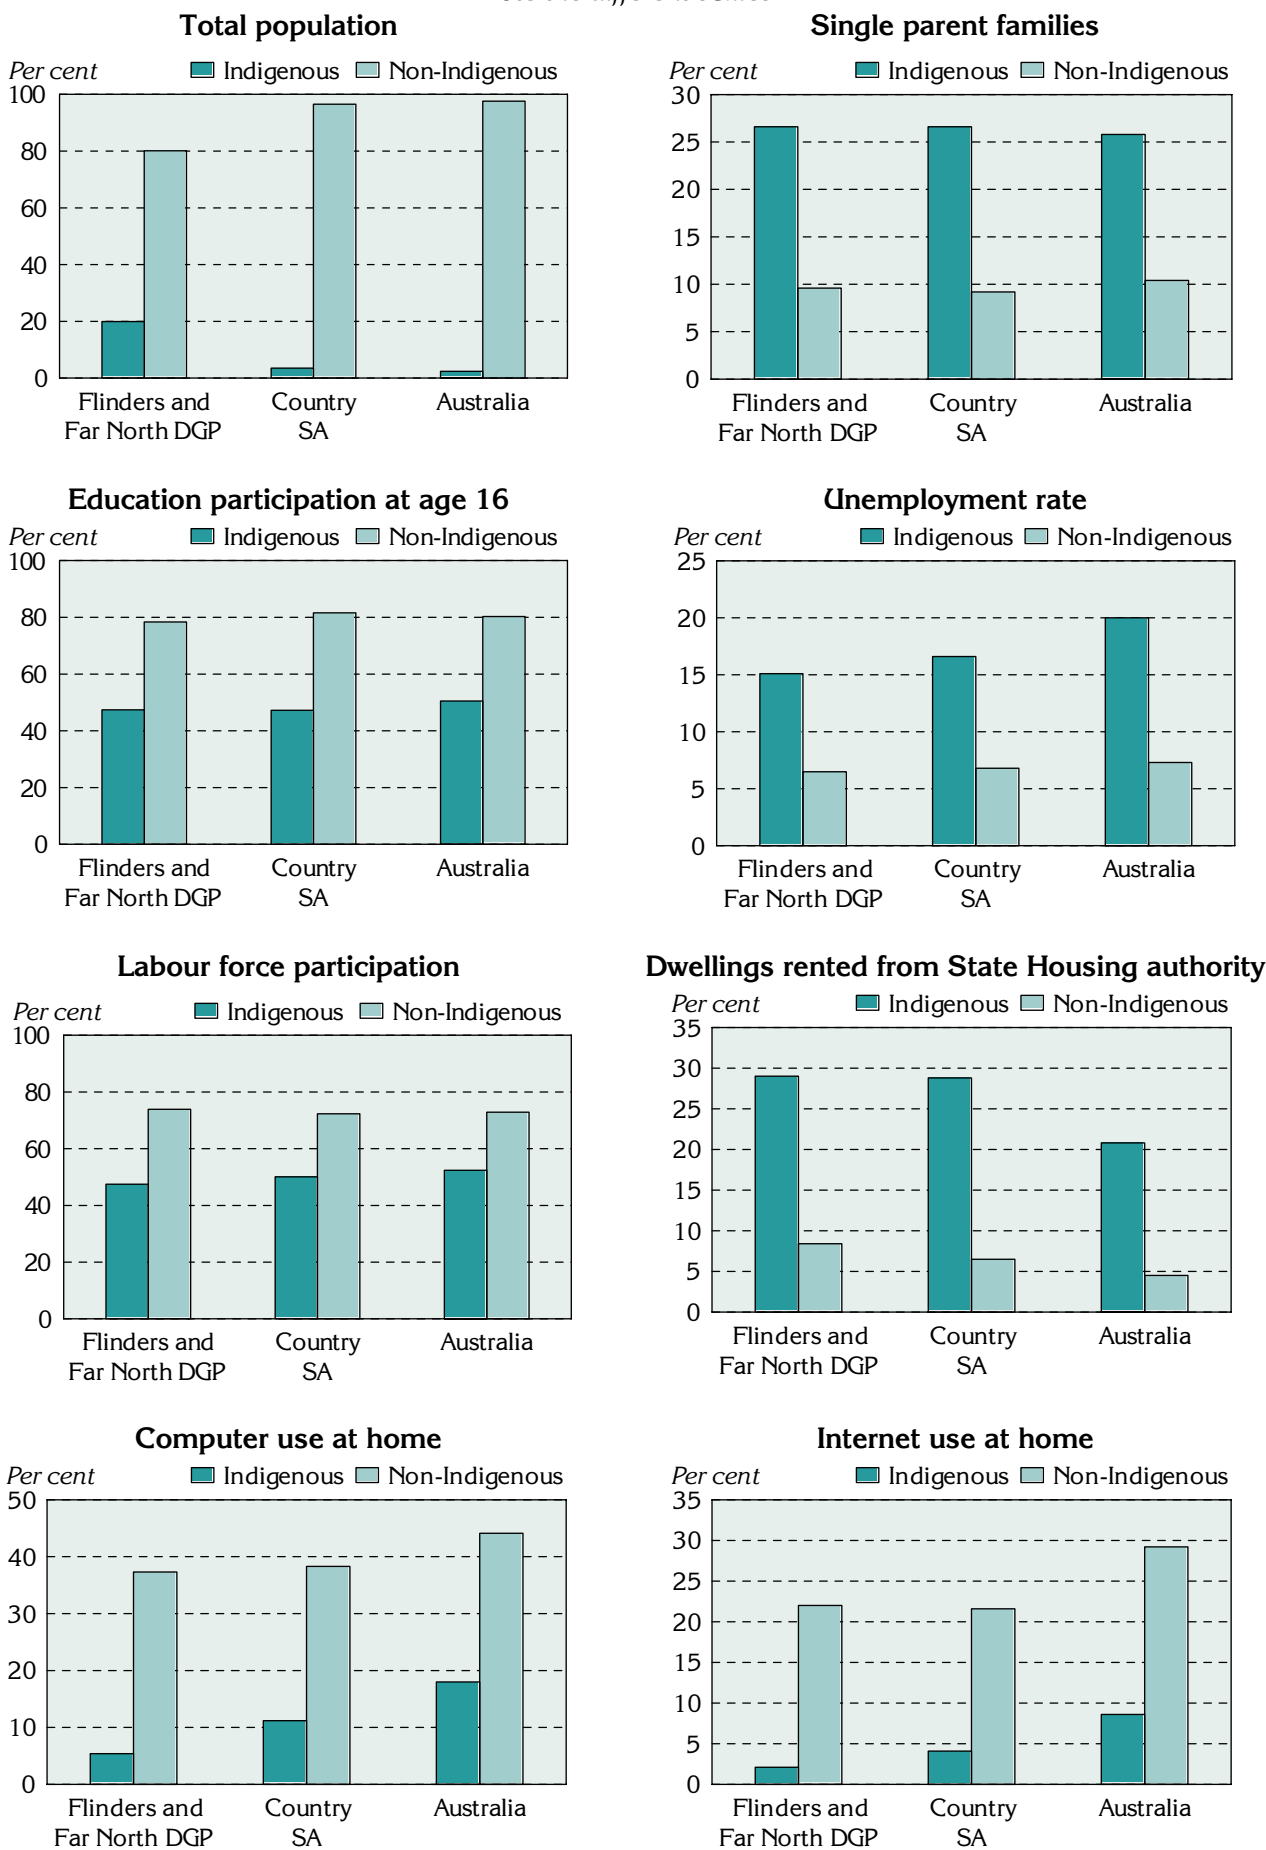 Total population
Per cent Indigenous Non-Indigenous
100
80
60
40
20
0
Flinders and Far North DGP
Country SA
Australia
Single parent families
Per cent Indigenous Non-Indigenous
30
25
20
15
10
5
0
Flinders and Far North DGP
Country SA
Australia
Education participation at age 16
Per cent Indigenous Non-Indigenous
100
80
60
40
20
0
Flinders and Far North DGP
Country SA
Australia
Unemployment rate
Per cent Indigenous Non-Indigenous
25
20
15
10
5
0
Flinders and Far North DGP
Country SA
Australia
Labour force participation
Per cent Indigenous Non-Indigenous
100
80
60
40
20
0
Flinders and Far North DGP
Country SA
Australia
Dwellings rented from State Housing authority
Per cent Indigenous Non-Indigenous
35
30
25
20
15
10
5
0
Flinders and Far North DGP
Country SA
Australia
Computer use at home
Per cent Indigenous Non-Indigenous
50
40
30
20
10
0
Flinders and Far North DGP
Country SA
Australia
Internet use at home
Per cent Indigenous Non-Indigenous
35
30
25
20
15
10
5
0
Flinders and Far North DGP
Country SA
Australia